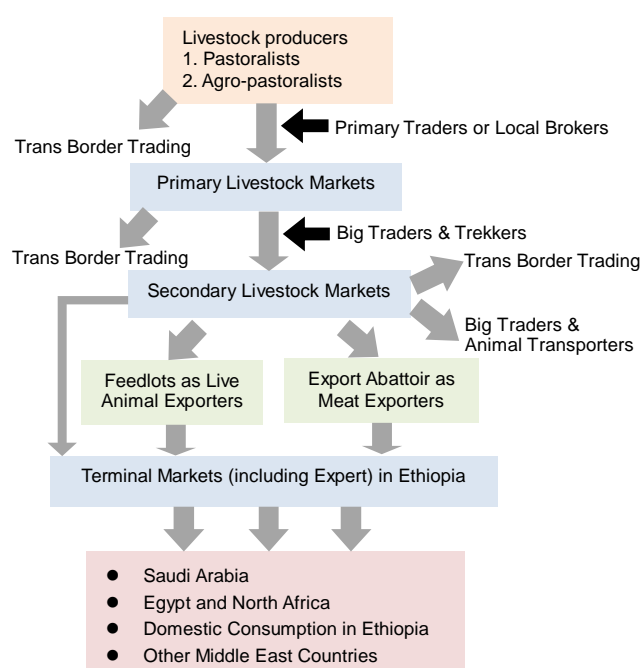 Livestock producers
1. Pastoralists
2. Agro-pastoralists
Primary Traders or Local Brokers
Trans Border Trading
Primary Livestock Markets
Big Traders & Trekkers
Trans Border Trading
Trans Border Trading
Secondary Livestock Markets
Big Traders &
Animal Transporters
Feedlots as Live
Animal Exporters
Export Abattoir as
Meat Exporters
Terminal Markets (including Expert) in Ethiopia
● Saudi Arabia
● Egypt and North Africa
● Domestic Consumption in Ethiopia
● Other Middle East Countries